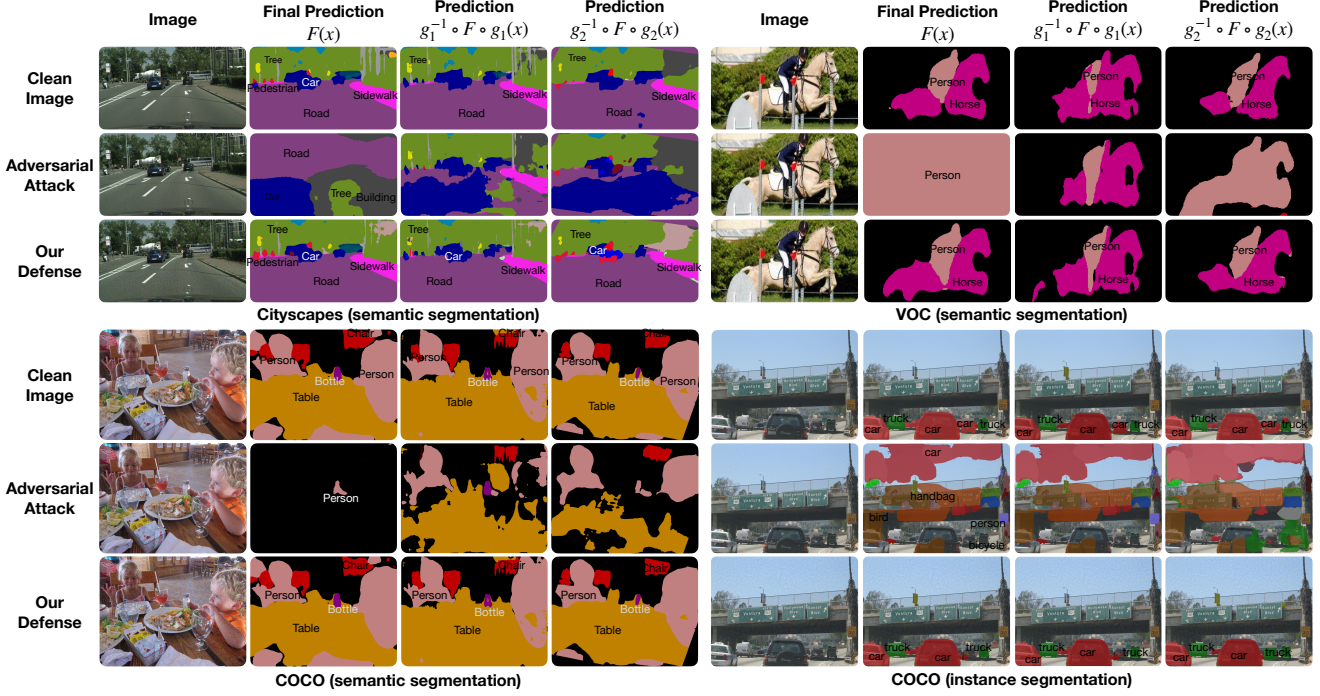 Image
Final Prediction
F(x)
Prediction
g₁⁻¹ ∘ F ∘ g₁(x)
Prediction
g₂⁻¹ ∘ F ∘ g₂(x)
Image
Final Prediction
F(x)
Prediction
g₁⁻¹ ∘ F ∘ g₁(x)
Prediction
g₂⁻¹ ∘ F ∘ g₂(x)
Clean
Image
Tree
Car
Pedestrian
Sidewalk
Road
Tree
Sidewalk
Road
Tree
Sidewalk
Road
Person
Horse
Person
Horse
Person
Horse
Adversarial
Attack
Road
Car
Tree
Building
Person
Our
Defense
Tree
Pedestrian
Car
Sidewalk
Road
Tree
Car
Sidewalk
Road
Tree
Car
Sidewalk
Road
Person
Horse
Person
Horse
Person
Horse
Cityscapes (semantic segmentation)
VOC (semantic segmentation)
Clean
Image
Chair
Person
Person
Bottle
Table
Chair
Person
Person
Bottle
Table
Chair
Person
Person
Bottle
Table
Ventura
truck
car
car
car
truck
truck
car
car
car
truck
truck
car
car
car
truck
Adversarial
Attack
Person
car
handbag
bird
person
bicycle
Our
Defense
Chair
Person
Bottle
Table
Chair
Person
Bottle
Table
Chair
Person
Bottle
Table
truck
car
car
truck
truck
car
car
truck
truck
car
car
truck
COCO (semantic segmentation)
COCO (instance segmentation)